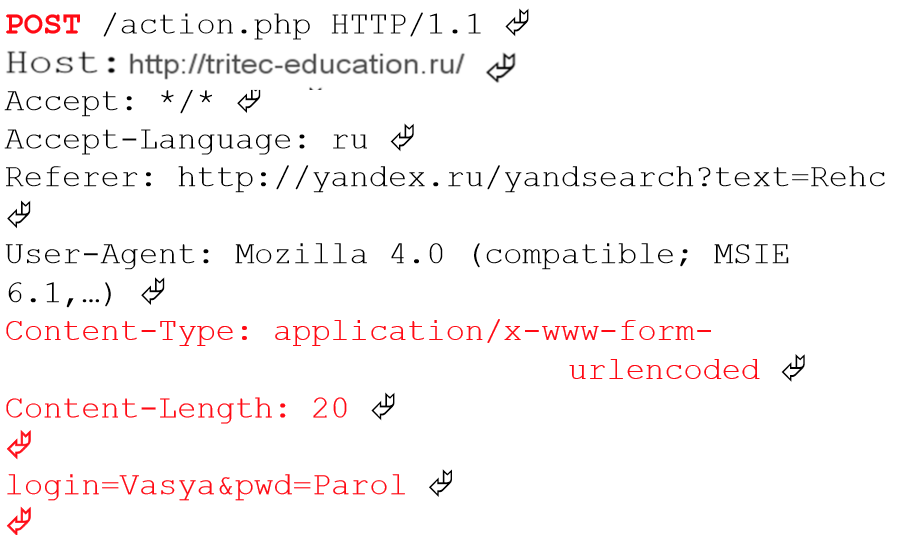 POST /action.php HTTP/1.1
Host: http://tritec-education.ru/
Accept: */*
Accept-Language: ru
Referer: http://yandex.ru/yandsearch?text=Rehc
User-Agent: Mozilla 4.0 (compatible; MSIE
6.1,…)
Content-Type: application/x-www-form-
urlencoded
Content-Length: 20
login=Vasya&pwd=Parol